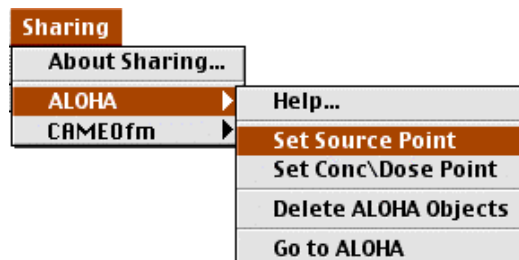 Sharing
About Sharing...
ALOHA
CAMEOfm
Help...
Set Source Point
Set Conc\Dose Point
Delete ALOHA Objects
Go to ALOHA